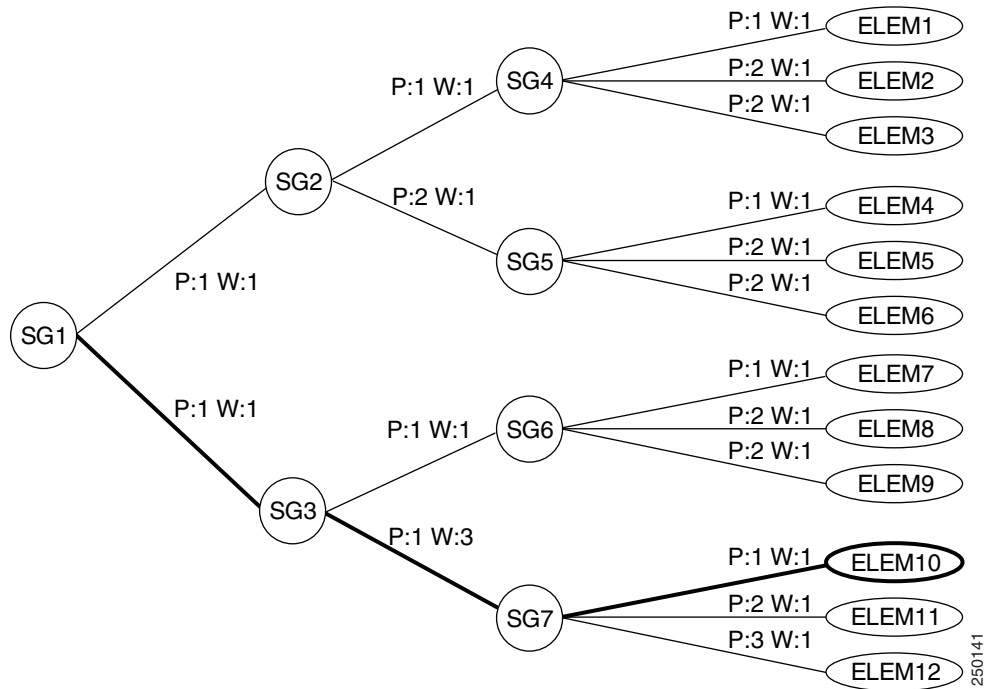 P:1 W:1
ELEM1
SG4
P:2 W:1
ELEM2
P:1 W:1
P:2 W:1
ELEM3
SG2
P:2 W:1
P:1 W:1
ELEM4
SG5
P:2 W:1
ELEM5
P:1 W:1
P:2 W:1
ELEM6
SG1
P:1 W:1
P:1 W:1
P:1 W:1
ELEM7
SG6
P:2 W:1
ELEM8
P:2 W:1
ELEM9
SG3
P:1 W:3
P:1 W:1
ELEM10
SG7
P:2 W:1
ELEM11
P:3 W:1
ELEM12
250141